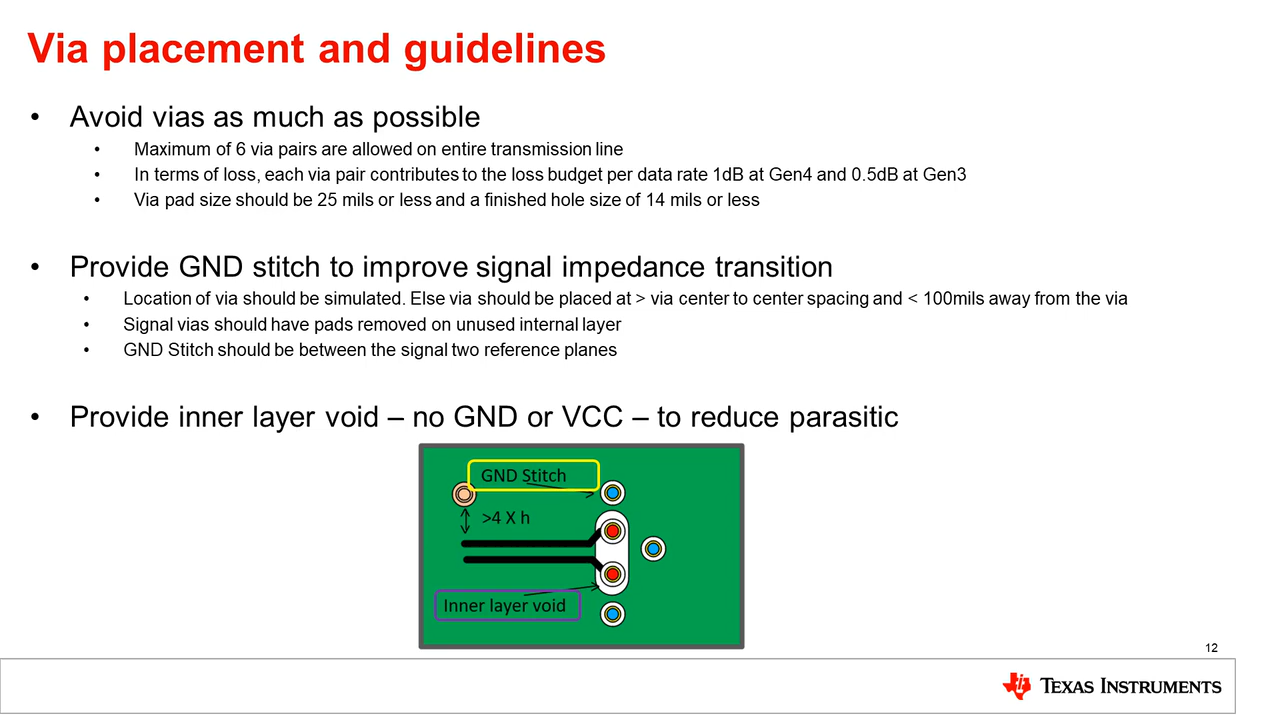 Via placement and guidelines
• Avoid vias as much as possible
• Maximum of 6 via pairs are allowed on entire transmission line
• In terms of loss, each via pair contributes to the loss budget per data rate 1dB at Gen4 and 0.5dB at Gen3
• Via pad size should be 25 mils or less and a finished hole size of 14 mils or less
• Provide GND stitch to improve signal impedance transition
• Location of via should be simulated. Else via should be placed at > via center to center spacing and < 100mils away from the via
• Signal vias should have pads removed on unused internal layer
• GND Stitch should be between the signal two reference planes
• Provide inner layer void – no GND or VCC – to reduce parasitic
GND Stitch
>4 X h
Inner layer void
12
TEXAS INSTRUMENTS